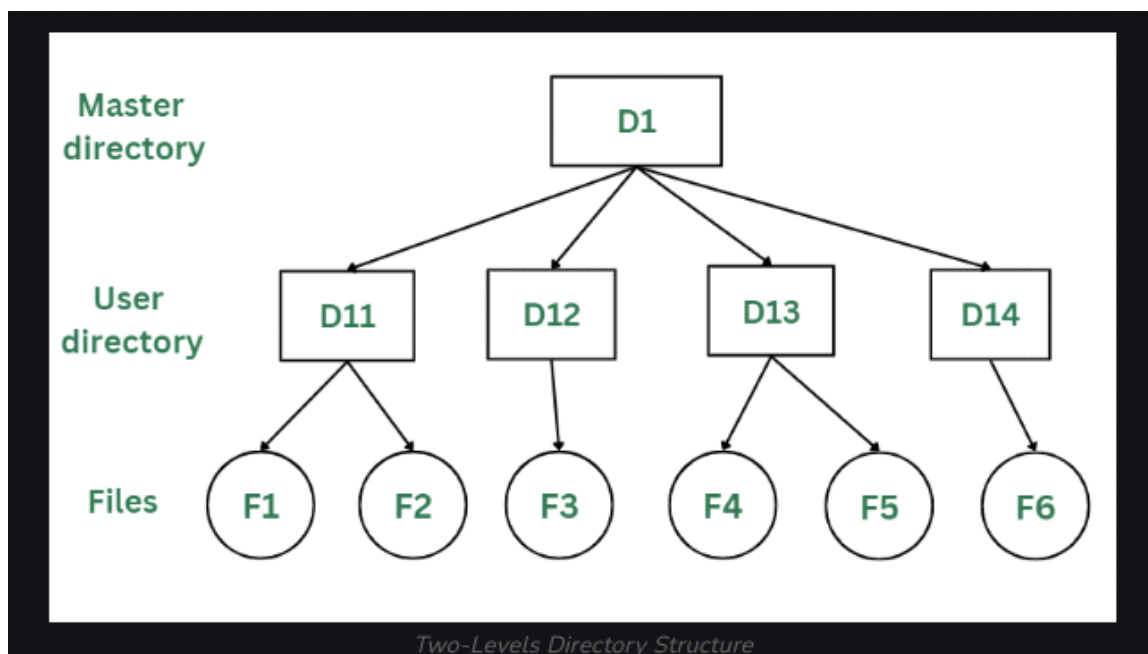 Master
directory
D1
User
directory
D11
D12
D13
D14
Files
F1
F2
F3
F4
F5
F6
Two-Levels Directory Structure